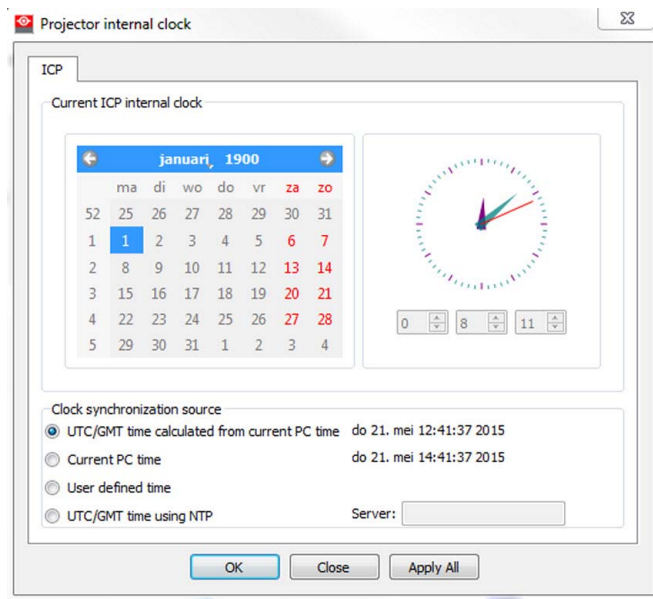 Projector internal clock
ICP
Current ICP internal clock
januari, 1900
ma di wo do vr za zo
52 25 26 27 28 29 30 31
1 1 2 3 4 5 6 7
2 8 9 10 11 12 13 14
3 15 16 17 18 19 20 21
4 22 23 24 25 26 27 28
5 29 30 31 1 2 3 4
0 8 11
Clock synchronization source
UTC/GMT time calculated from current PC time do 21. mei 12:41:37 2015
Current PC time do 21. mei 14:41:37 2015
User defined time
UTC/GMT time using NTP Server:
OK Close Apply All